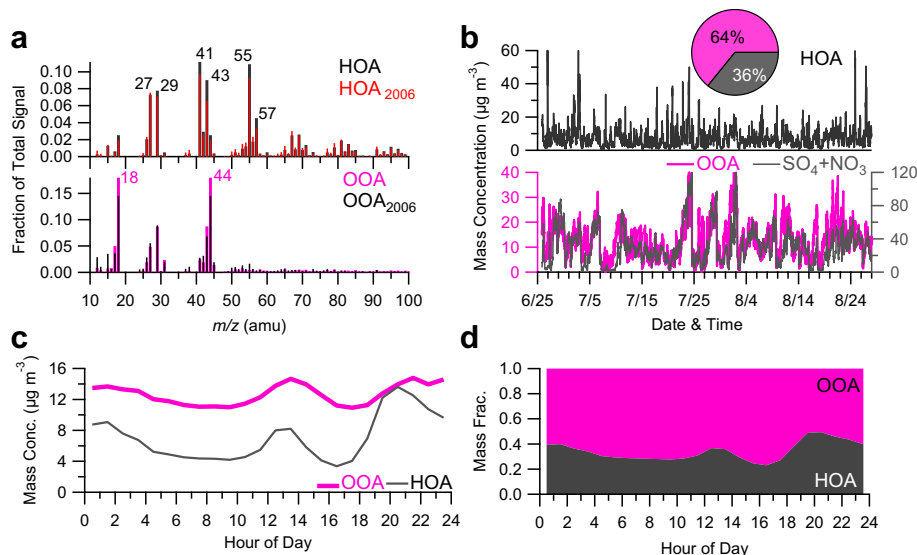 a
0.10
0.08
0.06
0.04
0.02
0.00
27
29
41
43
55
57
HOA
HOA 2006
0.15
0.10
0.05
0.00
18
44
OOA
OOA2006
Fraction of Total Signal
10 20 30 40 50 60 70 80 90 100
m/z (amu)
b
60
40
20
0
64%
36%
HOA
OOA
SO4+NO3
40
30
20
10
0
120
80
40
0
Mass Concentration (µg m-3)
6/25 7/5 7/15 7/25 8/4 8/14 8/24
Date & Time
c
16
12
8
4
0
Mass Conc. (µg m-3)
OOA HOA
0 2 4 6 8 10 12 14 16 18 20 22 24
Hour of Day
d
1.0
0.8
0.6
0.4
0.2
0.0
Mass Frac.
OOA
HOA
0 2 4 6 8 10 12 14 16 18 20 22 24
Hour of Day